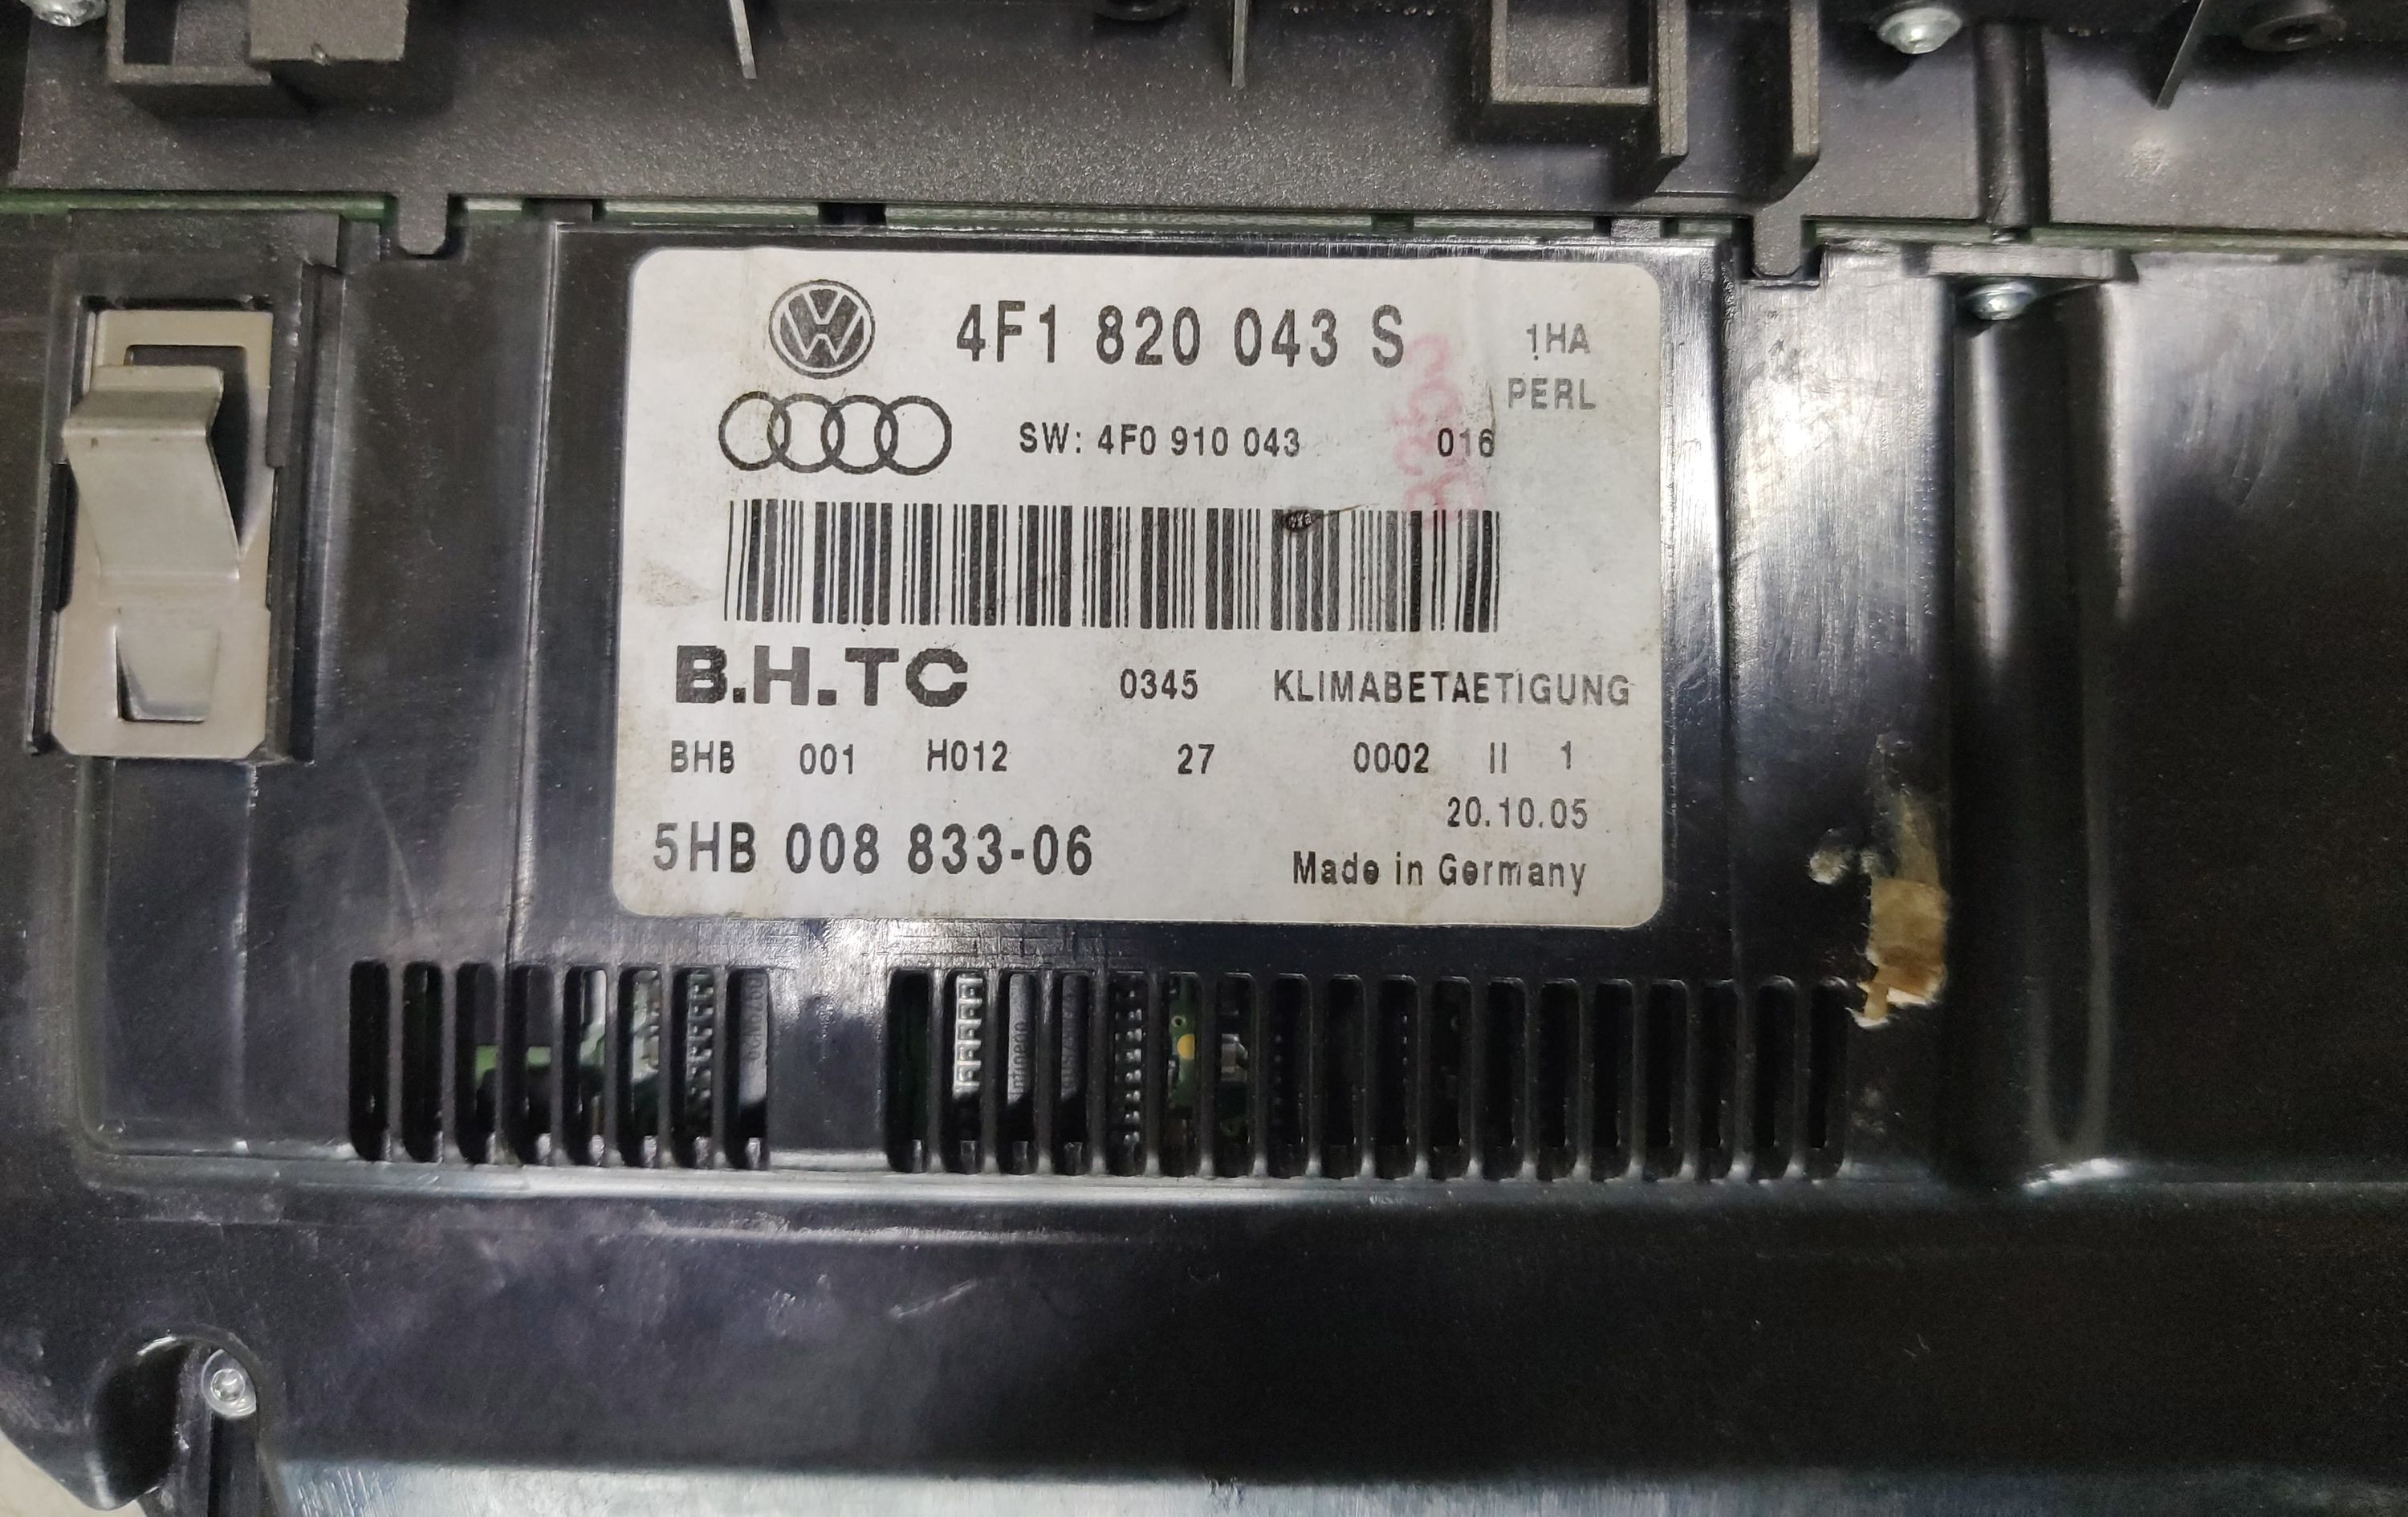 4F1 820 043 S 1HA
PERL
SW: 4F0 910 043 016
B.H.TC 0345 KLIMABETAETIGUNG
BHB 001 H012 27 0002 II 1
20.10.05
5HB 008 833-06
Made in Germany